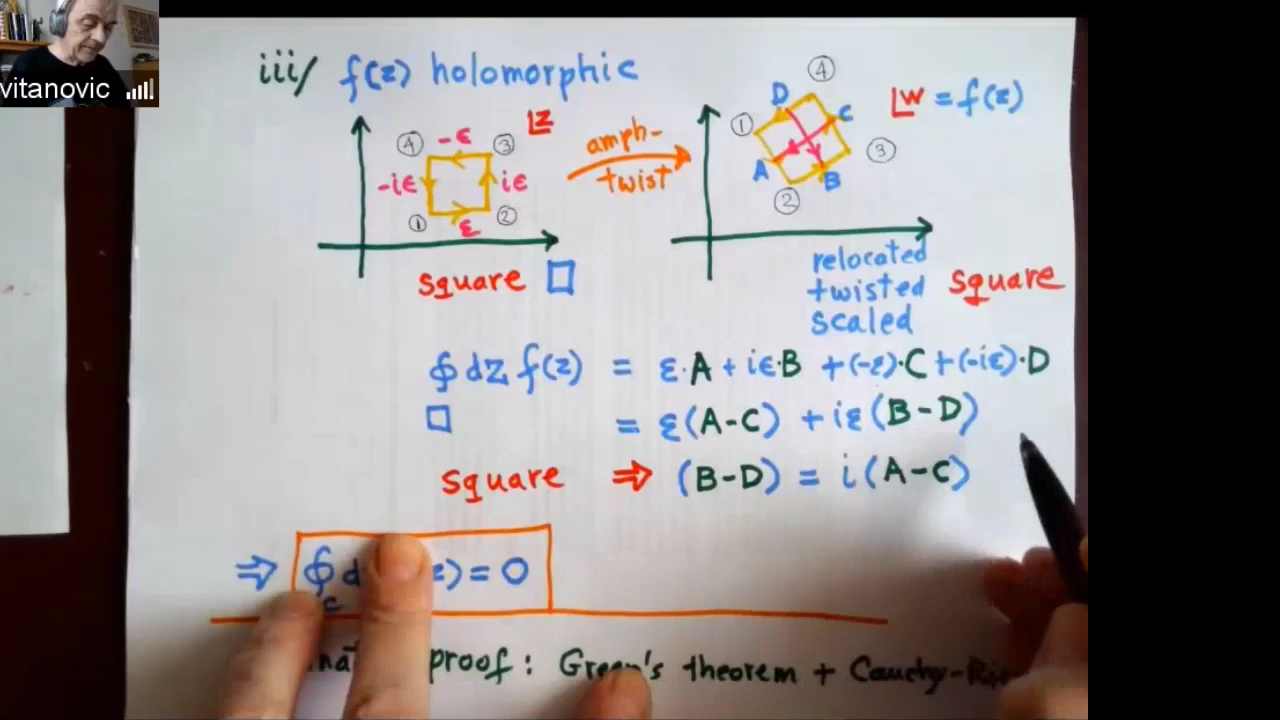 vitanovic
iii/ f(z) holomorphic
④ -ε ③ z
-iε iε
① ε ②
amph-
twist
④
D C
① ③
A B
②
w = f(z)
square □
relocated
twisted
scaled
square
∮ dz f(z) = ε·A + iε·B + (-ε)·C + (-iε)·D
□ = ε(A-C) + iε(B-D)
square ⇒ (B-D) = i(A-C)
⇒ ∮ d z) = 0
c
proof: Green's theorem + Cauchy-Ri